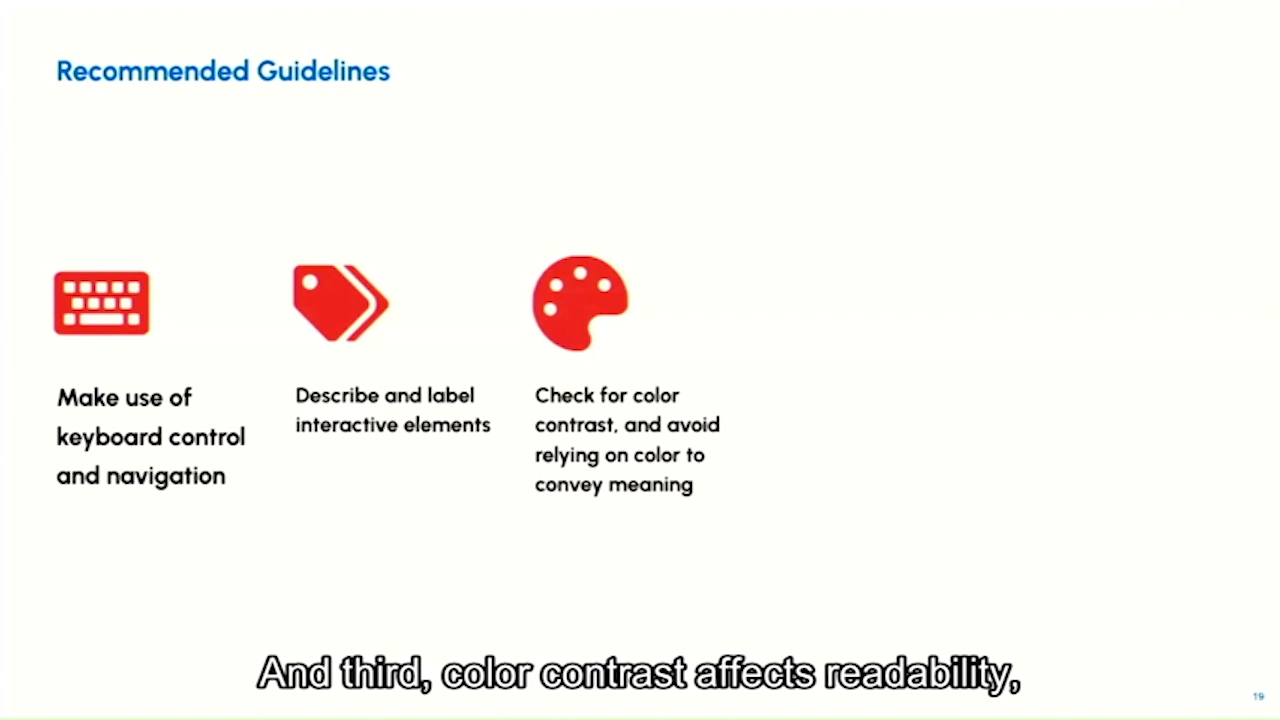 Recommended Guidelines
Make use of
keyboard control
and navigation
Describe and label
interactive elements
Check for color
contrast, and avoid
relying on color to
convey meaning
And third, color contrast affects readability,
19